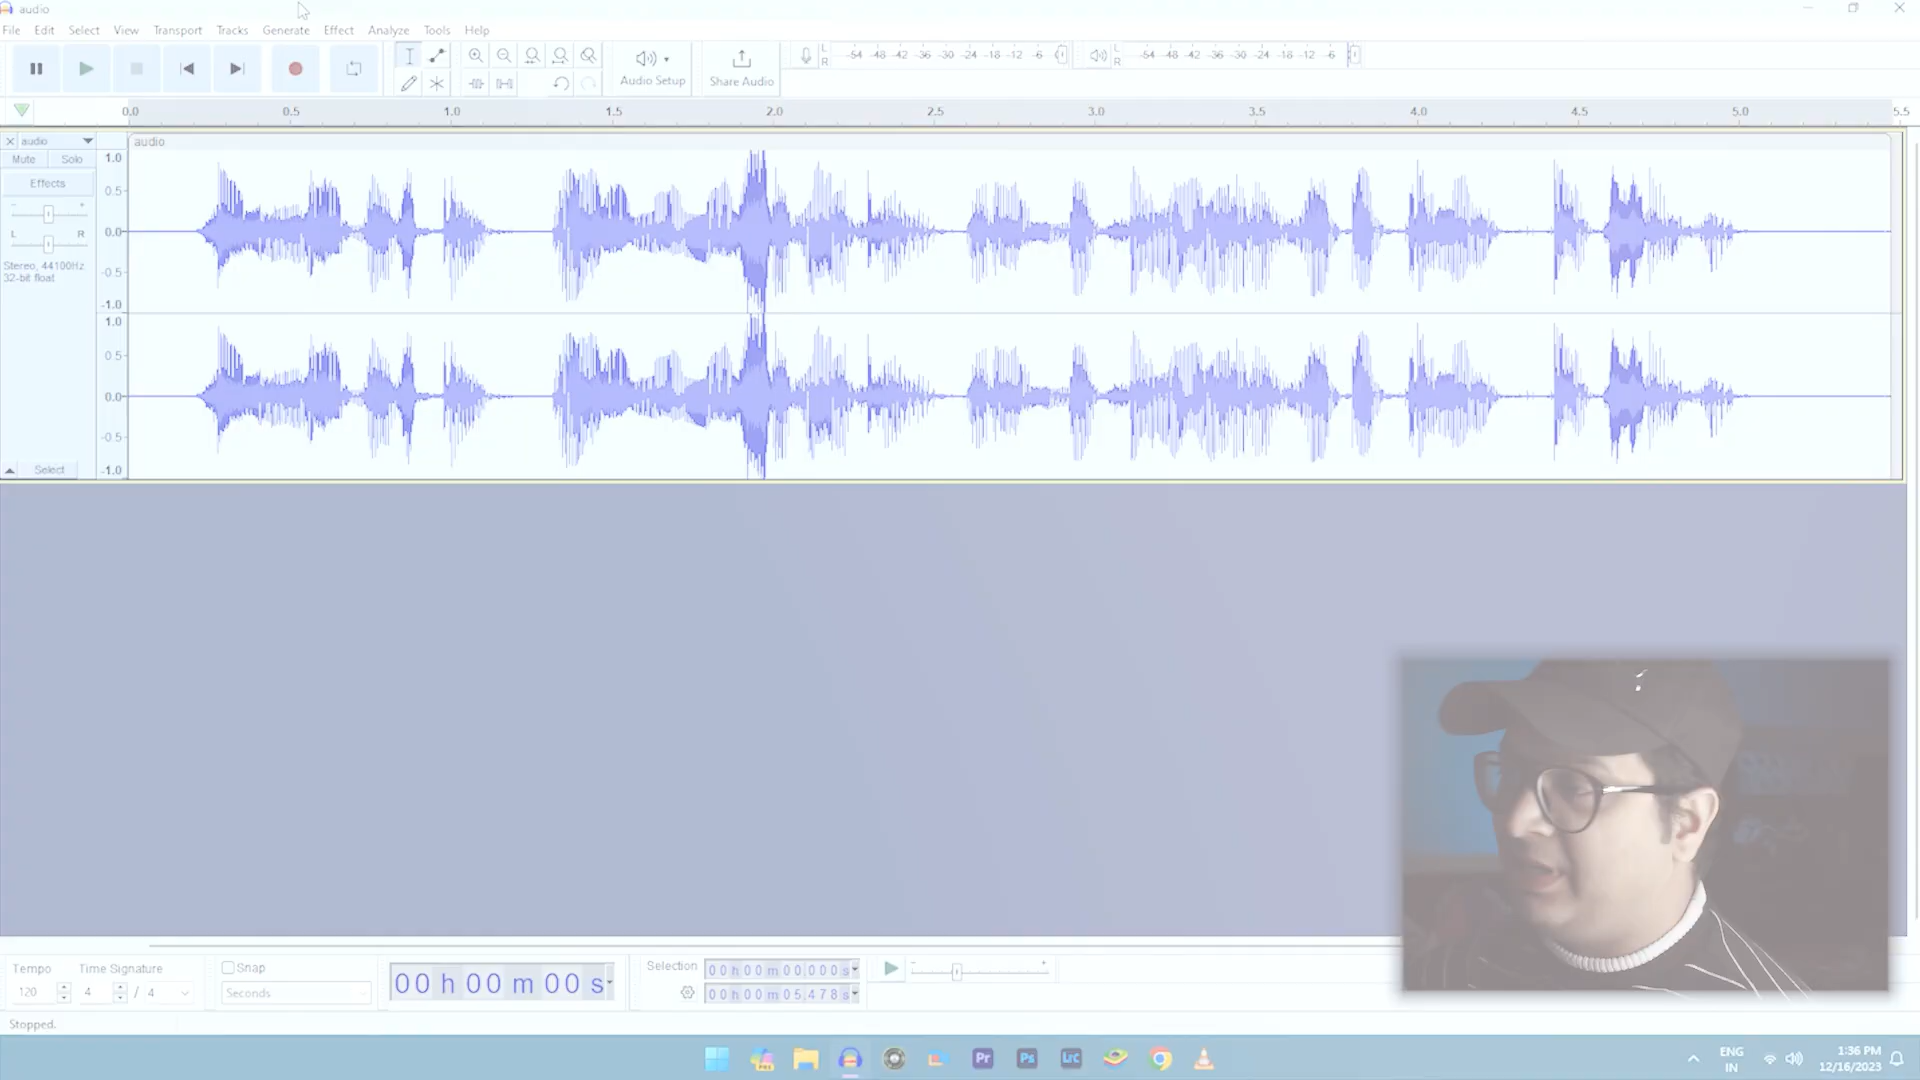 audio
File Edit Select View Transport Tracks Generate Effect Analyze Tools Help
L
R
-54 -48 -42 -36 -30 -24 -18 -12 -6
L
R
-54 -48 -42 -36 -30 -24 -18 -12 -6
Audio Setup
Share Audio
0.0 0.5 1.0 1.5 2.0 2.5 3.0 3.5 4.0 4.5 5.0 5.5
audio
audio
Mute Solo
Effects
- +
L R
Stereo, 44100Hz
32-bit float
Select
1.0
0.5
0.0
-0.5
-1.0
1.0
0.5
0.0
-0.5
-1.0
Tempo
120
Time Signature
4 / 4
Snap
Seconds
00 h 00 m 00 s
Selection
00 h 00 m 00.000 s
00 h 00 m 05.478 s
- +
Stopped.
PRE
Pr
Ps
LrC
ENG
IN
1:36 PM
12/16/2023